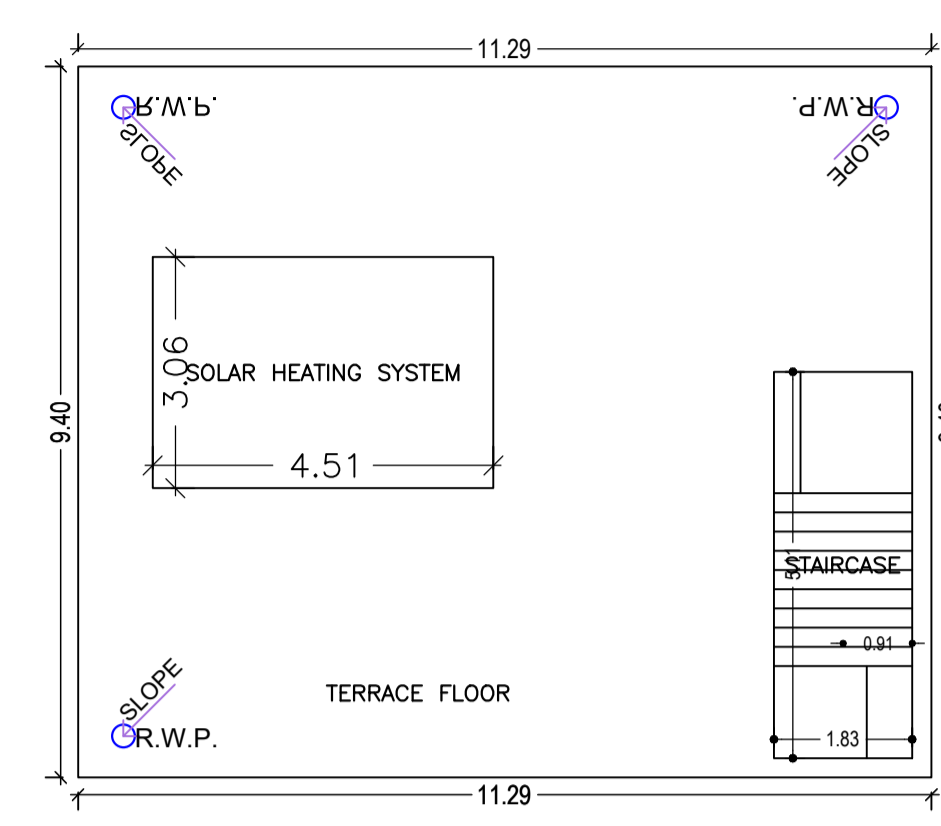 11.29
R.W.P.
R.W.P.
SLOPE
SLOPE
3.06
SOLAR HEATING SYSTEM
9.40
4.51
STAIRCASE
0.91
SLOPE
TERRACE FLOOR
R.W.P.
1.83
11.29